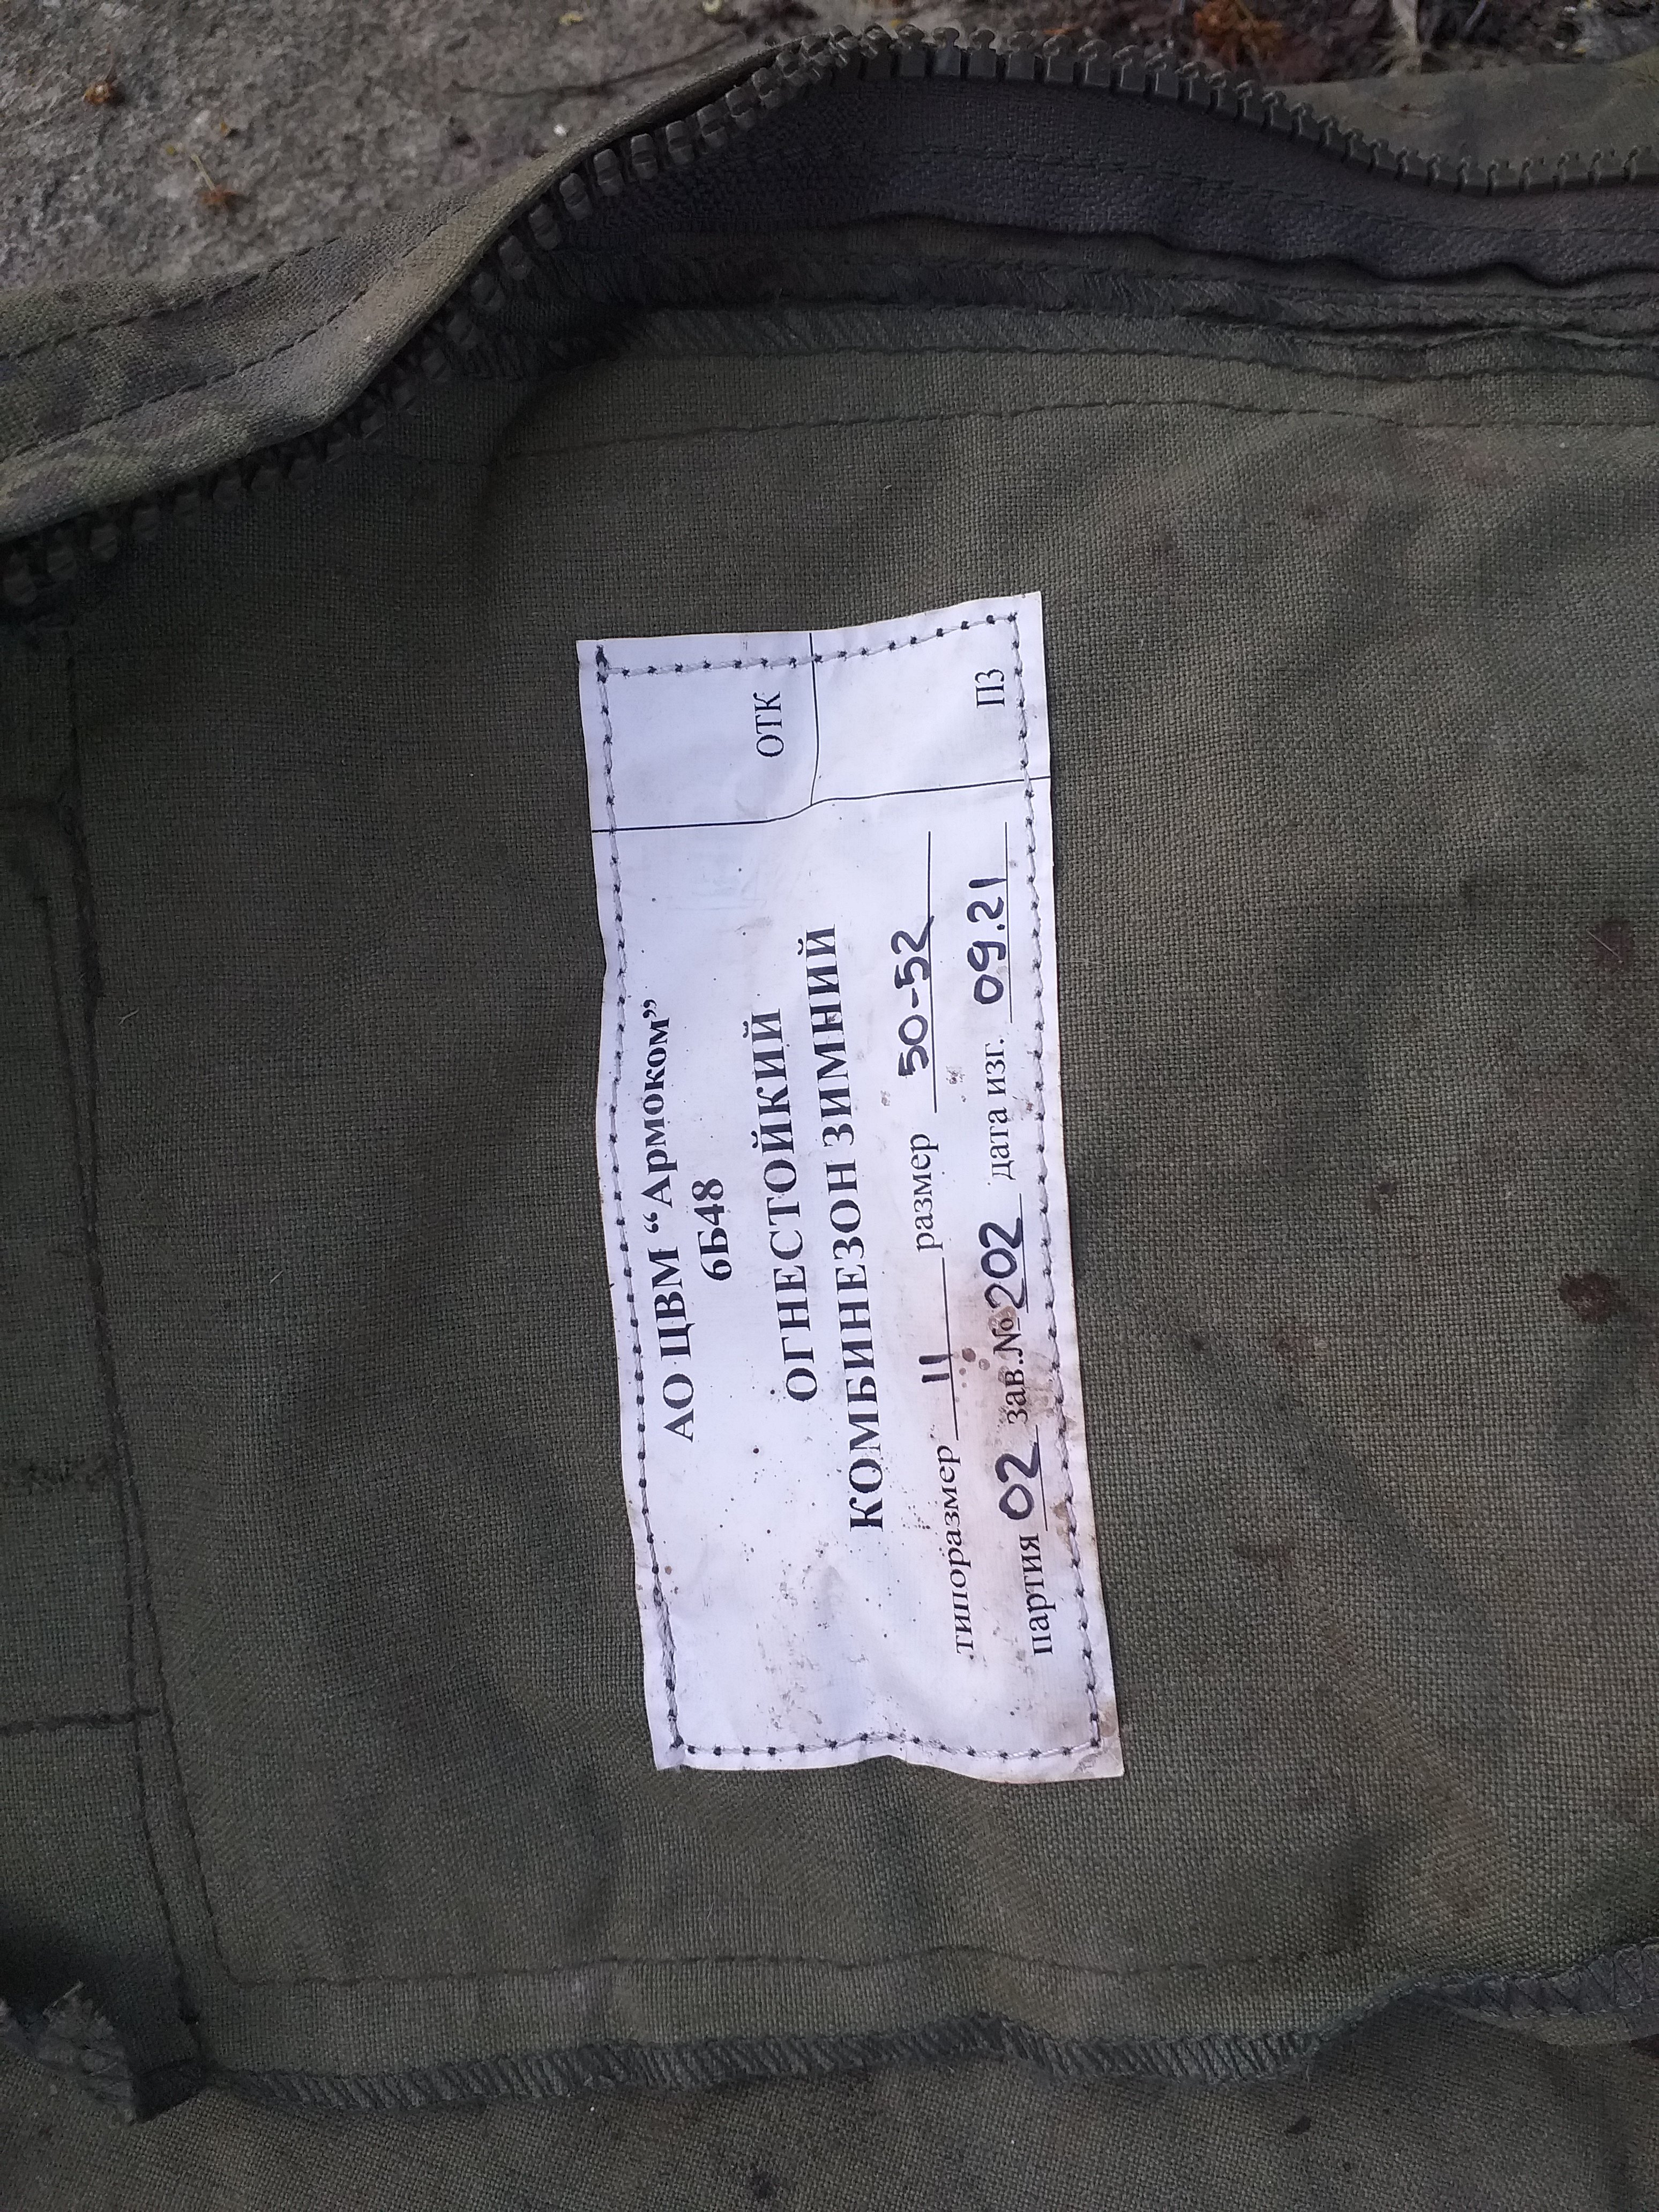 АО ЦВМ “Армоком”
6Б48
ОГНЕСТОЙКИЙ
КОМБИНЕЗОН ЗИМНИЙ
типоразмер 11 размер 50-52
партия 02 зав.№ 202 дата изг. 09.21
ОТК
ПЗ